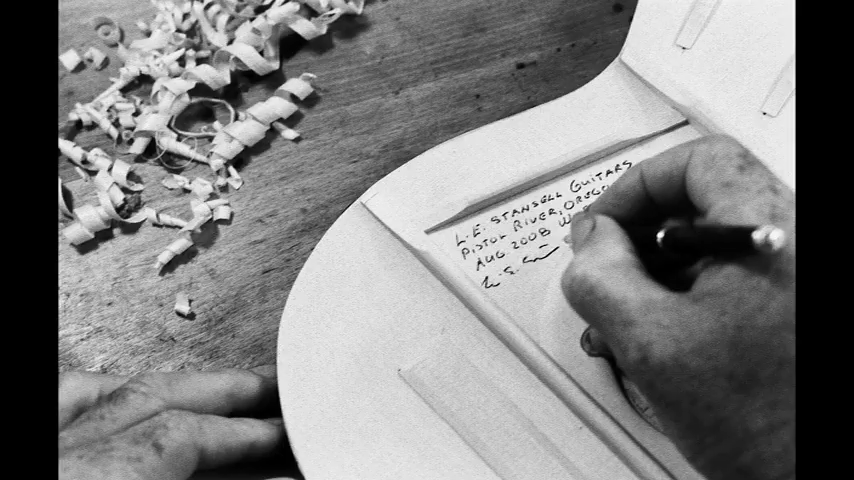 L.E. STANSELL GUITARS
PISTOL RIVER, OREGON
AUG 2008